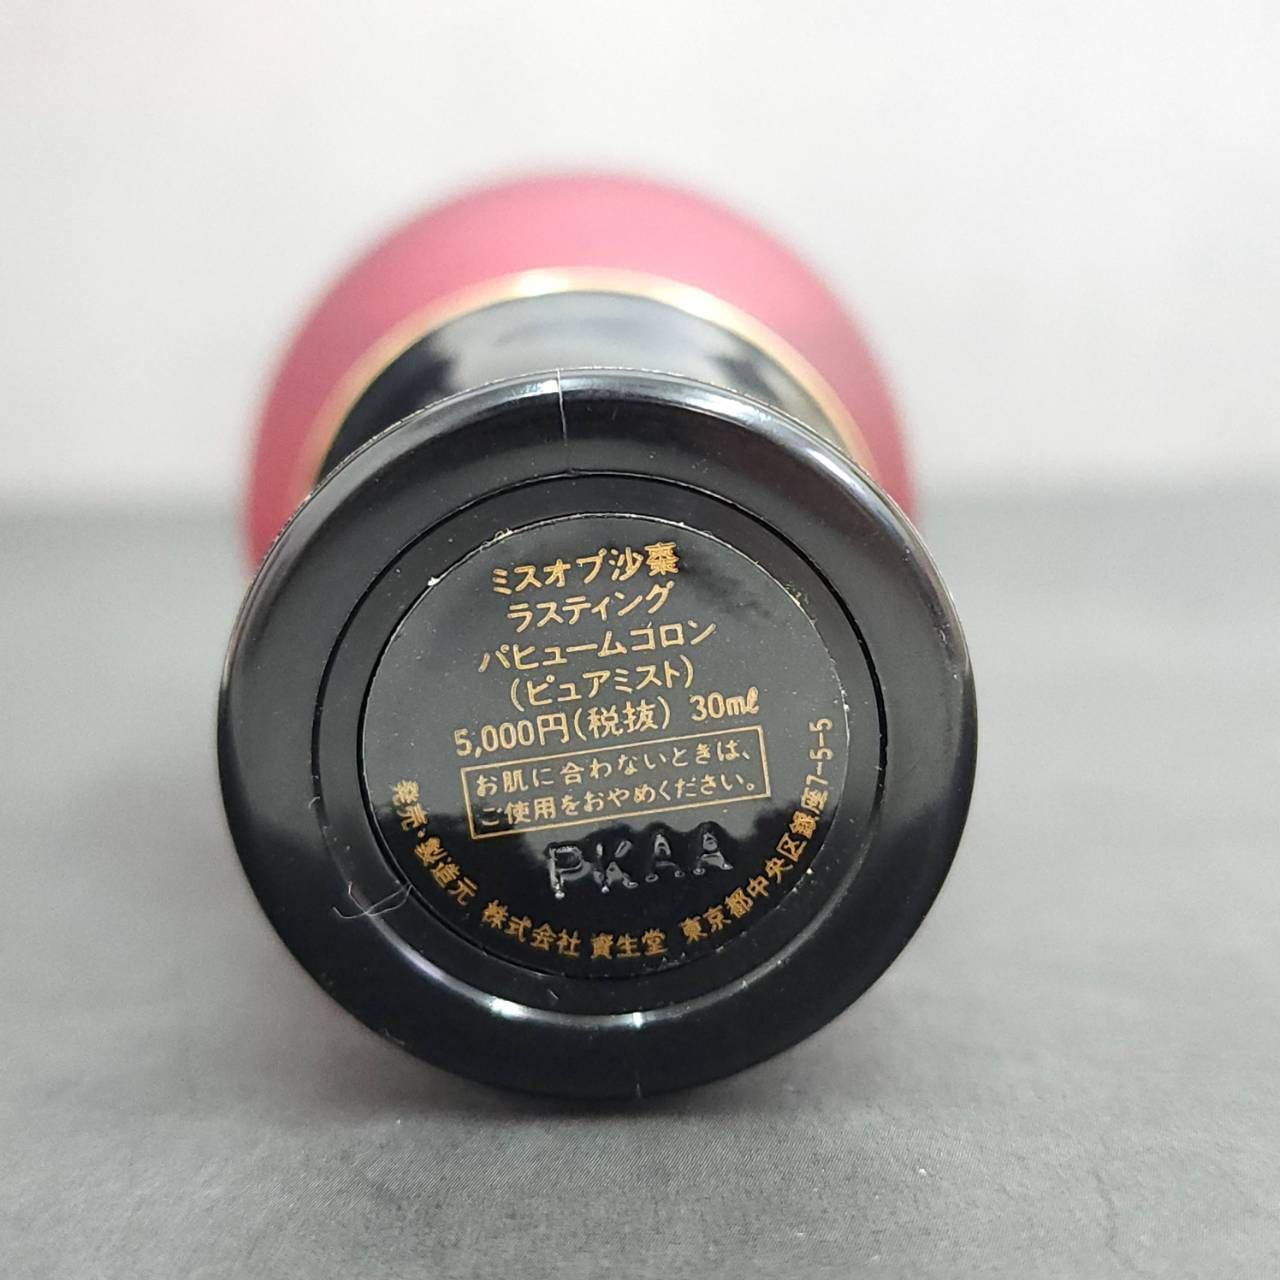 ミスオブ沙棗
ラスティング
パヒュームコロン
(ピュアミスト)
5,000円(税抜) 30ml
お肌に合わないときは、
ご使用をおやめください。
PKAA
発売・製造元 株式会社 資生堂 東京都中央区銀座7-5-5